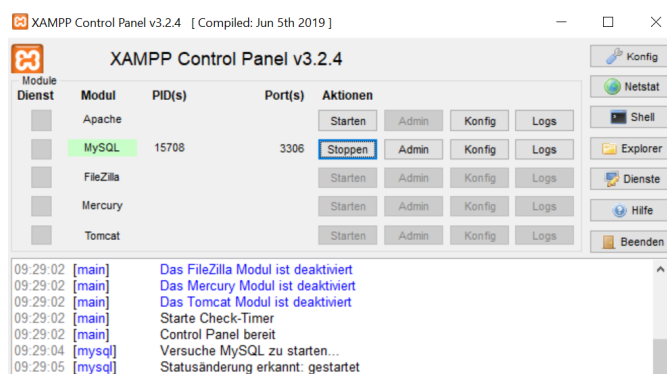 XAMPP Control Panel v3.2.4 [ Compiled: Jun 5th 2019 ]
XAMPP Control Panel v3.2.4
Konfig
Module
Dienst Modul PID(s) Port(s) Aktionen
Netstat
Apache Starten Admin Konfig Logs
Shell
MySQL 15708 3306 Stoppen Admin Konfig Logs
Explorer
FileZilla Starten Admin Konfig Logs
Dienste
Mercury Starten Admin Konfig Logs
Hilfe
Tomcat Starten Admin Konfig Logs
Beenden
09:29:02 [main] Das FileZilla Modul ist deaktiviert
09:29:02 [main] Das Mercury Modul ist deaktiviert
09:29:02 [main] Das Tomcat Modul ist deaktiviert
09:29:02 [main] Starte Check-Timer
09:29:02 [main] Control Panel bereit
09:29:04 [mysql] Versuche MySQL zu starten...
09:29:05 [mysql] Statusänderung erkannt: gestartet